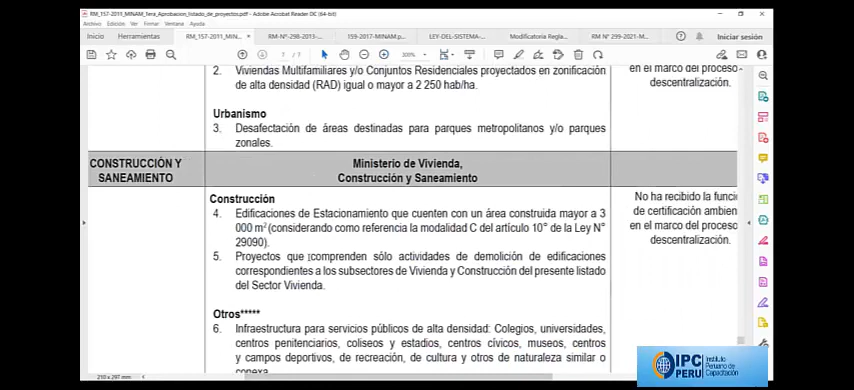 RM_157-2011_MINAM_1era_Aprobacion_listado_de_proyectos.pdf - Adobe Acrobat Reader DC (64-bit)
Archivo Edición Ver Firma Ventana Ayuda
Inicio Herramientas RM_157-2011_MIN... × RM-N°-298-2013-... 159-2017-MINAM.p... LEY-DEL-SISTEMA-... Modificatoria Regla... RM N° 299-2021-M... Iniciar sesión
300%
2. Viviendas Multifamiliares y/o Conjuntos Residenciales proyectados en zonificación
de alta densidad (RAD) igual o mayor a 2 250 hab/ha.
en el marco del proceso
descentralización.
Urbanismo
3. Desafectación de áreas destinadas para parques metropolitanos y/o parques
zonales.
CONSTRUCCIÓN Y
SANEAMIENTO
Ministerio de Vivienda,
Construcción y Saneamiento
Construcción
4. Edificaciones de Estacionamiento que cuenten con un área construida mayor a 3
000 m² (considerando como referencia la modalidad C del artículo 10° de la Ley N°
29090).
5. Proyectos que comprenden sólo actividades de demolición de edificaciones
correspondientes a los subsectores de Vivienda y Construcción del presente listado
del Sector Vivienda.
No ha recibido la funci
de certificación ambien
en el marco del proceso
descentralización.
Otros*****
6. Infraestructura para servicios públicos de alta densidad: Colegios, universidades,
centros penitenciarios, coliseos y estadios, centros cívicos, museos, centros
y campos deportivos, de recreación, de cultura y otros de naturaleza similar o
conexa
210 x 297 mm
IPC
PERU
Instituto
Peruano de
Capacitación